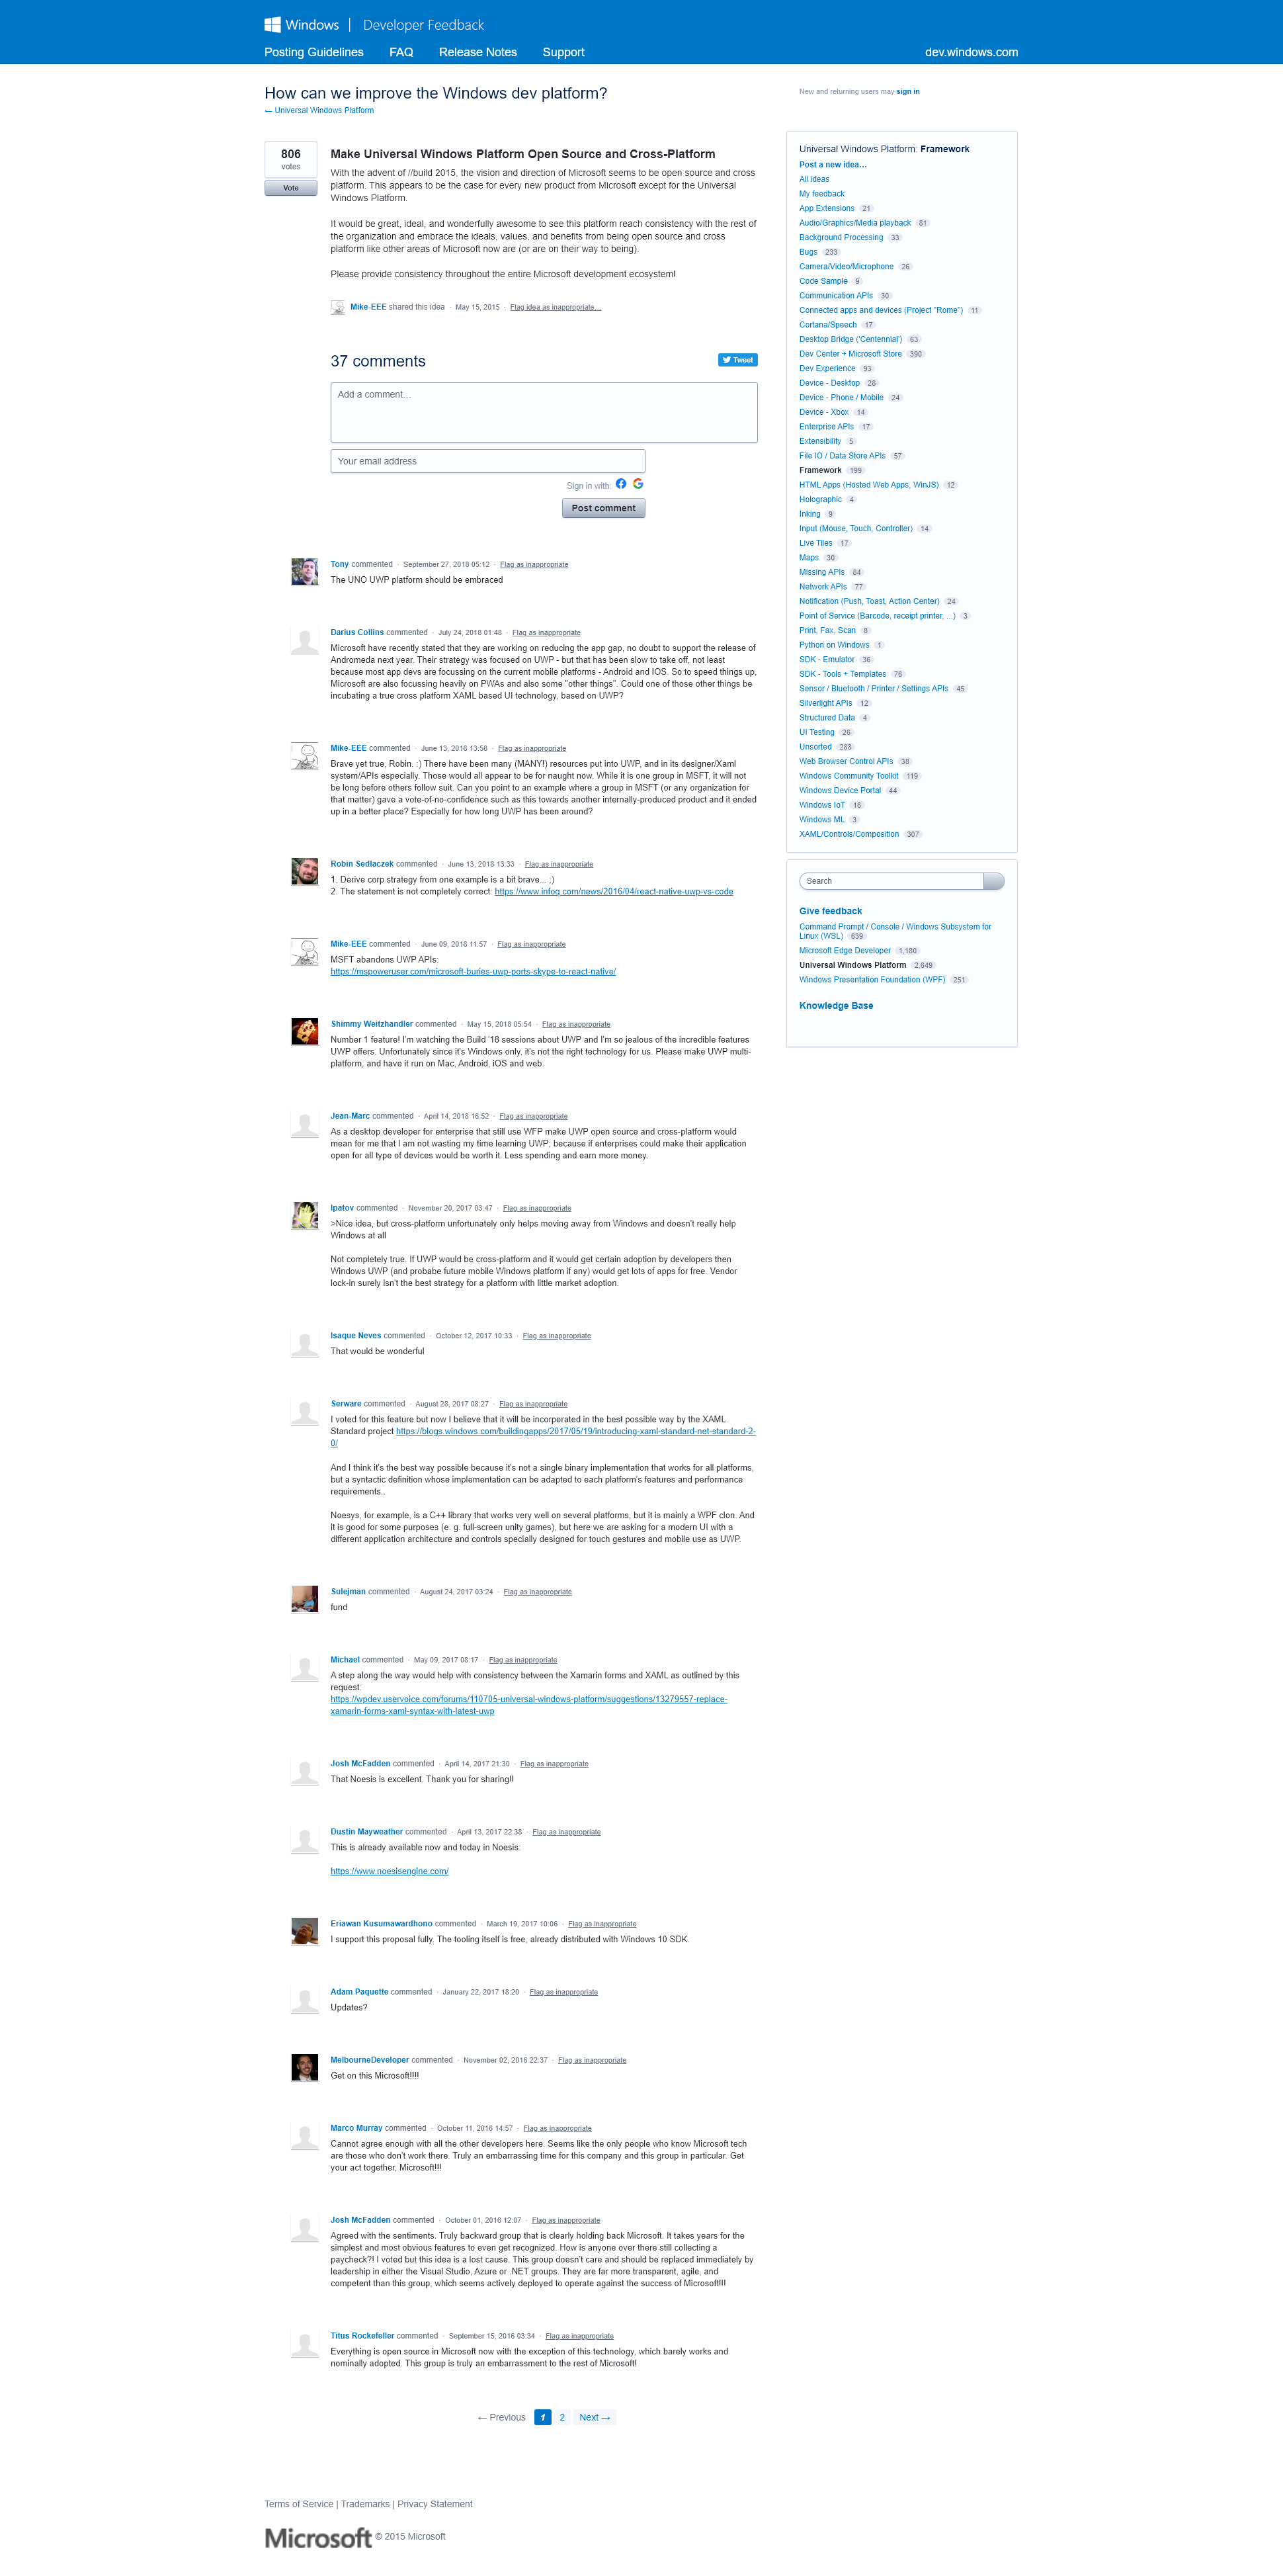 Windows | Developer Feedback
Posting Guidelines
FAQ
Release Notes
Support
dev.windows.com
How can we improve the Windows dev platform?
← Universal Windows Platform
New and returning users may sign in
806
votes
Vote
Make Universal Windows Platform Open Source and Cross-Platform
With the advent of //build 2015, the vision and direction of Microsoft seems to be open source and cross
platform. This appears to be the case for every new product from Microsoft except for the Universal
Windows Platform.
It would be great, ideal, and wonderfully awesome to see this platform reach consistency with the rest of
the organization and embrace the ideals, values, and benefits from being open source and cross
platform like other areas of Microsoft now are (or are on their way to being).
Please provide consistency throughout the entire Microsoft development ecosystem!
Mike-EEE shared this idea · May 15, 2015 · Flag idea as inappropriate…
37 comments
Tweet
Add a comment…
Your email address
Sign in with:
Post comment
Tony commented · September 27, 2018 05:12 · Flag as inappropriate
The UNO UWP platform should be embraced
Darius Collins commented · July 24, 2018 01:48 · Flag as inappropriate
Microsoft have recently stated that they are working on reducing the app gap, no doubt to support the release of
Andromeda next year. Their strategy was focused on UWP - but that has been slow to take off, not least
because most app devs are focussing on the current mobile platforms - Android and IOS. So to speed things up,
Microsoft are also focussing heavily on PWAs and also some "other things". Could one of those other things be
incubating a true cross platform XAML based UI technology, based on UWP?
Mike-EEE commented · June 13, 2018 13:58 · Flag as inappropriate
Brave yet true, Robin. :) There have been many (MANY!) resources put into UWP, and in its designer/Xaml
system/APIs especially. Those would all appear to be for naught now. While it is one group in MSFT, it will not
be long before others follow suit. Can you point to an example where a group in MSFT (or any organization for
that matter) gave a vote-of-no-confidence such as this towards another internally-produced product and it ended
up in a better place? Especially for how long UWP has been around?
Robin Sedlaczek commented · June 13, 2018 13:33 · Flag as inappropriate
1. Derive corp strategy from one example is a bit brave... ;)
2. The statement is not completely correct: https://www.infoq.com/news/2016/04/react-native-uwp-vs-code
Mike-EEE commented · June 09, 2018 11:57 · Flag as inappropriate
MSFT abandons UWP APIs:
https://mspoweruser.com/microsoft-buries-uwp-ports-skype-to-react-native/
Shimmy Weitzhandler commented · May 15, 2018 05:54 · Flag as inappropriate
Number 1 feature! I'm watching the Build '18 sessions about UWP and I'm so jealous of the incredible features
UWP offers. Unfortunately since it's Windows only, it's not the right technology for us. Please make UWP multi-
platform, and have it run on Mac, Android, iOS and web.
Jean-Marc commented · April 14, 2018 16:52 · Flag as inappropriate
As a desktop developer for enterprise that still use WFP make UWP open source and cross-platform would
mean for me that I am not wasting my time learning UWP; because if enterprises could make their application
open for all type of devices would be worth it. Less spending and earn more money.
Ipatov commented · November 20, 2017 03:47 · Flag as inappropriate
>Nice idea, but cross-platform unfortunately only helps moving away from Windows and doesn't really help
Windows at all
Not completely true. If UWP would be cross-platform and it would get certain adoption by developers then
Windows UWP (and probabe future mobile Windows platform if any) would get lots of apps for free. Vendor
lock-in surely isn't the best strategy for a platform with little market adoption.
Isaque Neves commented · October 12, 2017 10:33 · Flag as inappropriate
That would be wonderful
Serware commented · August 28, 2017 08:27 · Flag as inappropriate
I voted for this feature but now I believe that it will be incorporated in the best possible way by the XAML
Standard project https://blogs.windows.com/buildingapps/2017/05/19/introducing-xaml-standard-net-standard-2-
0/
And I think it's the best way possible because it's not a single binary implementation that works for all platforms,
but a syntactic definition whose implementation can be adapted to each platform's features and performance
requirements..
Noesys, for example, is a C++ library that works very well on several platforms, but it is mainly a WPF clon. And
it is good for some purposes (e. g. full-screen unity games), but here we are asking for a modern UI with a
different application architecture and controls specially designed for touch gestures and mobile use as UWP.
Sulejman commented · August 24, 2017 03:24 · Flag as inappropriate
fund
Michael commented · May 09, 2017 08:17 · Flag as inappropriate
A step along the way would help with consistency between the Xamarin forms and XAML as outlined by this
request:
https://wpdev.uservoice.com/forums/110705-universal-windows-platform/suggestions/13279557-replace-
xamarin-forms-xaml-syntax-with-latest-uwp
Josh McFadden commented · April 14, 2017 21:30 · Flag as inappropriate
That Noesis is excellent. Thank you for sharing!!
Dustin Mayweather commented · April 13, 2017 22:38 · Flag as inappropriate
This is already available now and today in Noesis:
https://www.noesisengine.com/
Eriawan Kusumawardhono commented · March 19, 2017 10:06 · Flag as inappropriate
I support this proposal fully. The tooling itself is free, already distributed with Windows 10 SDK.
Adam Paquette commented · January 22, 2017 18:20 · Flag as inappropriate
Updates?
MelbourneDeveloper commented · November 02, 2016 22:37 · Flag as inappropriate
Get on this Microsoft!!!!
Marco Murray commented · October 11, 2016 14:57 · Flag as inappropriate
Cannot agree enough with all the other developers here. Seems like the only people who know Microsoft tech
are those who don't work there. Truly an embarrassing time for this company and this group in particular. Get
your act together, Microsoft!!!
Josh McFadden commented · October 01, 2016 12:07 · Flag as inappropriate
Agreed with the sentiments. Truly backward group that is clearly holding back Microsoft. It takes years for the
simplest and most obvious features to even get recognized. How is anyone over there still collecting a
paycheck?! I voted but this idea is a lost cause. This group doesn't care and should be replaced immediately by
leadership in either the Visual Studio, Azure or .NET groups. They are far more transparent, agile, and
competent than this group, which seems actively deployed to operate against the success of Microsoft!!!
Titus Rockefeller commented · September 15, 2016 03:34 · Flag as inappropriate
Everything is open source in Microsoft now with the exception of this technology, which barely works and
nominally adopted. This group is truly an embarrassment to the rest of Microsoft!
← Previous 1 2 Next →
Universal Windows Platform: Framework
Post a new idea…
All ideas
My feedback
App Extensions 21
Audio/Graphics/Media playback 81
Background Processing 33
Bugs 233
Camera/Video/Microphone 26
Code Sample 9
Communication APIs 30
Connected apps and devices (Project "Rome") 11
Cortana/Speech 17
Desktop Bridge ('Centennial') 63
Dev Center + Microsoft Store 390
Dev Experience 93
Device - Desktop 28
Device - Phone / Mobile 24
Device - Xbox 14
Enterprise APIs 17
Extensibility 5
File IO / Data Store APIs 57
Framework 199
HTML Apps (Hosted Web Apps, WinJS) 12
Holographic 4
Inking 9
Input (Mouse, Touch, Controller) 14
Live Tiles 17
Maps 30
Missing APIs 84
Network APIs 77
Notification (Push, Toast, Action Center) 24
Point of Service (Barcode, receipt printer, ...) 3
Print, Fax, Scan 8
Python on Windows 1
SDK - Emulator 36
SDK - Tools + Templates 76
Sensor / Bluetooth / Printer / Settings APIs 45
Silverlight APIs 12
Structured Data 4
UI Testing 26
Unsorted 288
Web Browser Control APIs 38
Windows Community Toolkit 119
Windows Device Portal 44
Windows IoT 16
Windows ML 3
XAML/Controls/Composition 307
Search
Give feedback
Command Prompt / Console / Windows Subsystem for
Linux (WSL) 639
Microsoft Edge Developer 1,180
Universal Windows Platform 2,649
Windows Presentation Foundation (WPF) 251
Knowledge Base
Terms of Service | Trademarks | Privacy Statement
Microsoft © 2015 Microsoft